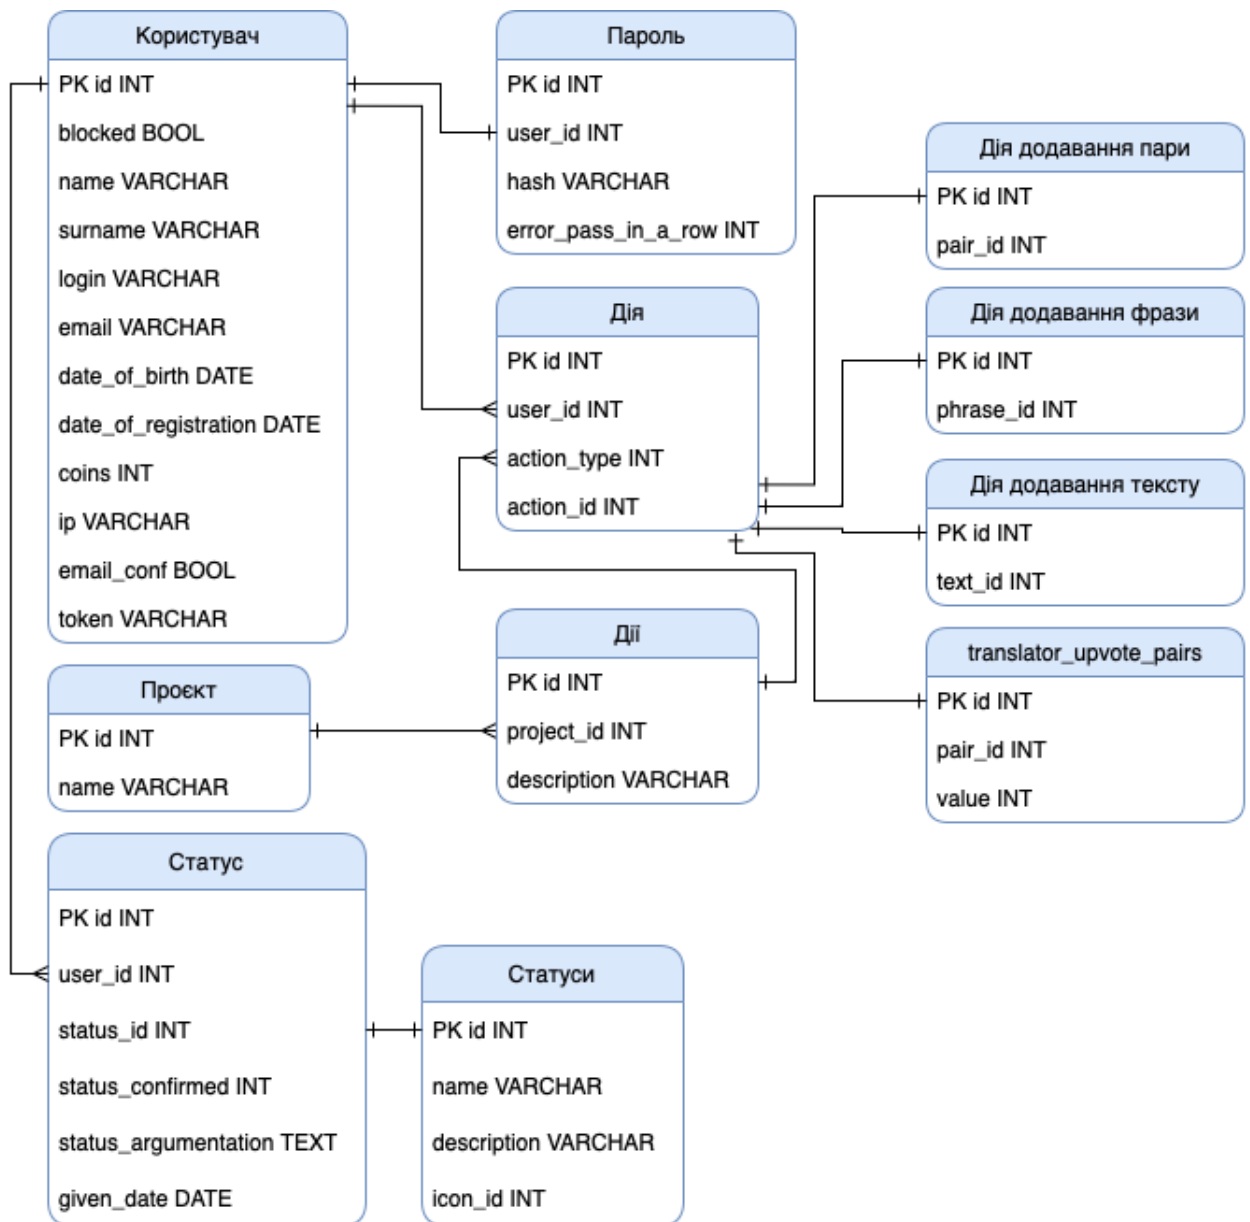 Користувач
PK id INT
blocked BOOL
name VARCHAR
surname VARCHAR
login VARCHAR
email VARCHAR
date_of_birth DATE
date_of_registration DATE
coins INT
ip VARCHAR
email_conf BOOL
token VARCHAR
Пароль
PK id INT
user_id INT
hash VARCHAR
error_pass_in_a_row INT
Дія
PK id INT
user_id INT
action_type INT
action_id INT
Дія додавання пари
PK id INT
pair_id INT
Дія додавання фрази
PK id INT
phrase_id INT
Дія додавання тексту
PK id INT
text_id INT
translator_upvote_pairs
PK id INT
pair_id INT
value INT
Дії
PK id INT
project_id INT
description VARCHAR
Проєкт
PK id INT
name VARCHAR
Статус
PK id INT
user_id INT
status_id INT
status_confirmed INT
status_argumentation TEXT
given_date DATE
Статуси
PK id INT
name VARCHAR
description VARCHAR
icon_id INT